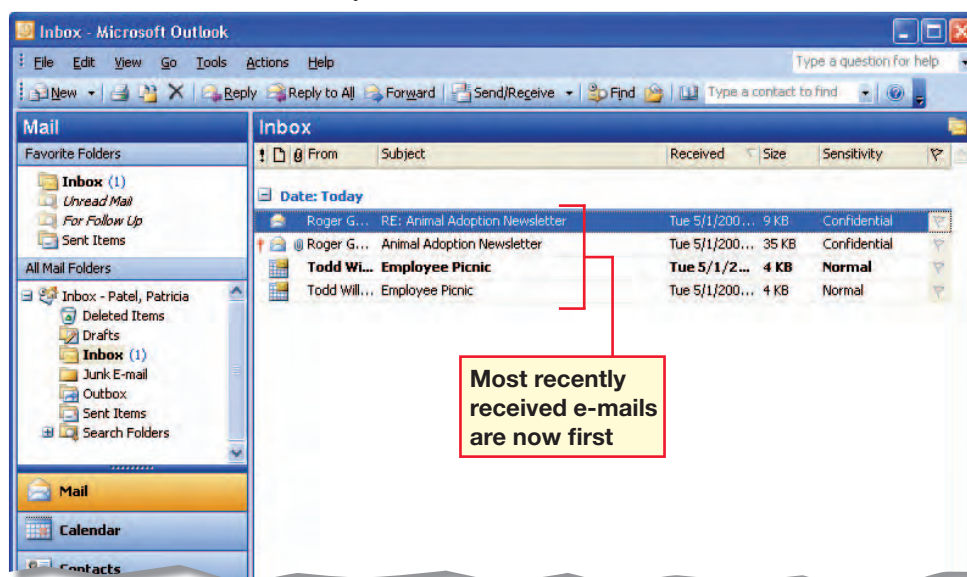 Inbox - Microsoft Outlook
File Edit View Go Tools Actions Help Type a question for help
New Reply Reply to All Forward Send/Receive Find Type a contact to find
Mail
Inbox
Favorite Folders
! From Subject Received Size Sensitivity
Inbox (1)
Unread Mail
For Follow Up
Sent Items
Date: Today
Roger G... RE: Animal Adoption Newsletter Tue 5/1/200... 9 KB Confidential
Roger G... Animal Adoption Newsletter Tue 5/1/200... 35 KB Confidential
Todd Wi... Employee Picnic Tue 5/1/2... 4 KB Normal
Todd Will... Employee Picnic Tue 5/1/200... 4 KB Normal
All Mail Folders
Inbox - Patel, Patricia
Deleted Items
Drafts
Inbox (1)
Junk E-mail
Outbox
Sent Items
Search Folders
Most recently
received e-mails
are now first
Mail
Calendar
Contacts